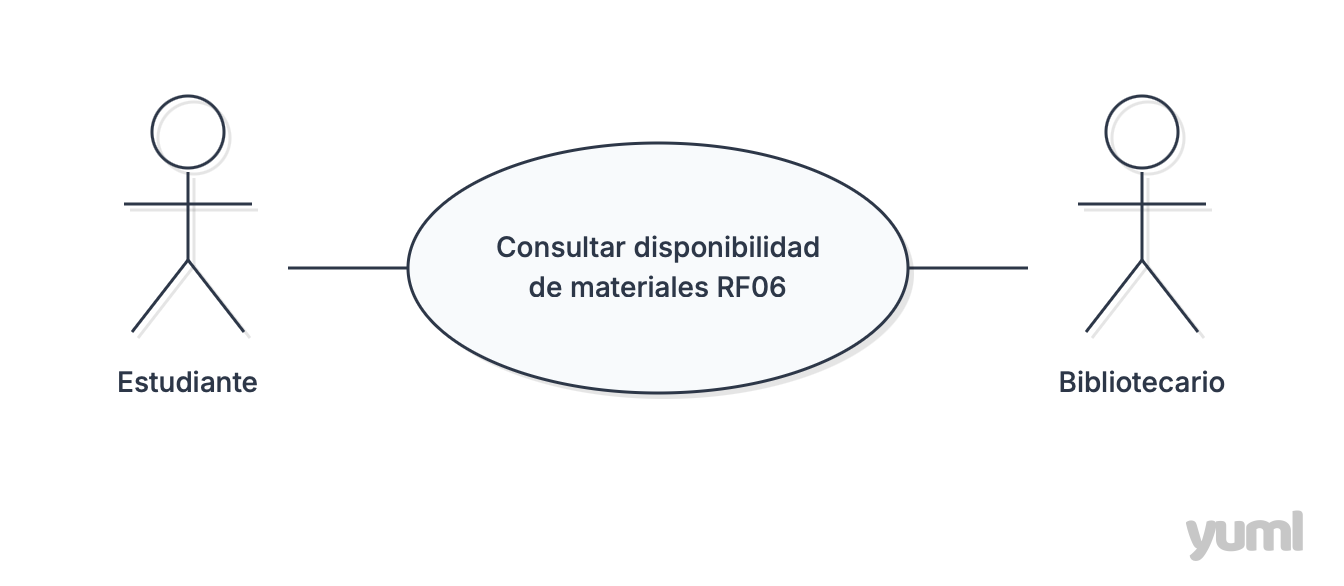 Consultar disponibilidad
de materiales RF06
Estudiante
Bibliotecario
yuml